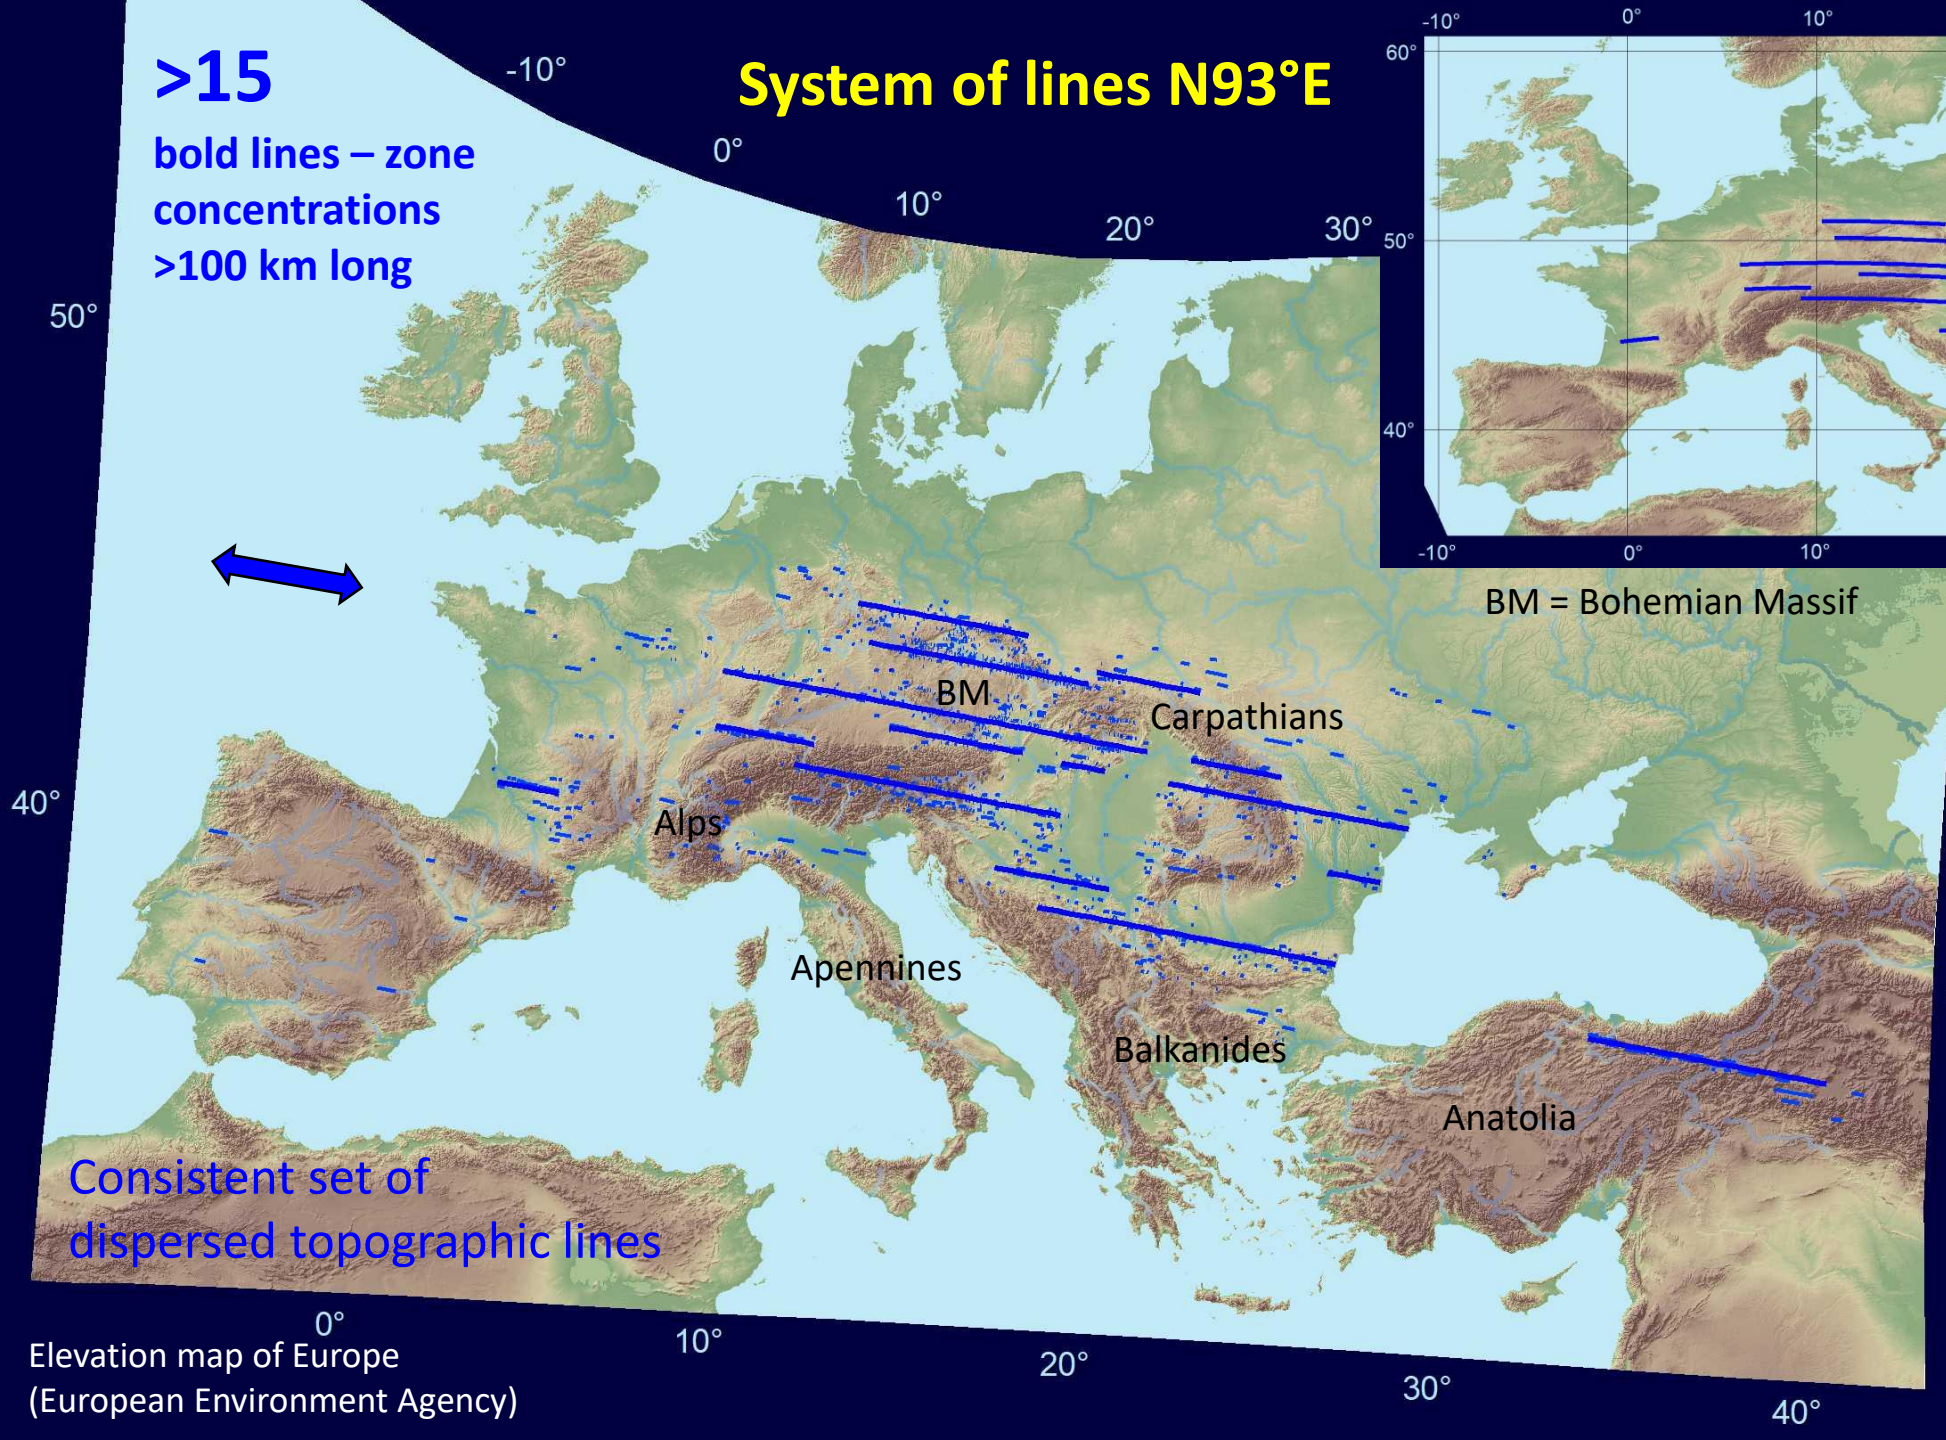 >15
bold lines – zone
concentrations
>100 km long
System of lines N93°E
-10°
0°
10°
20°
30°
50°
40°
-10°
0°
10°
60°
50°
40°
-10°
0°
10°
BM = Bohemian Massif
BM
Carpathians
Alps
Apennines
Balkanides
Anatolia
Consistent set of
dispersed topographic lines
0°
10°
20°
30°
40°
Elevation map of Europe
(European Environment Agency)